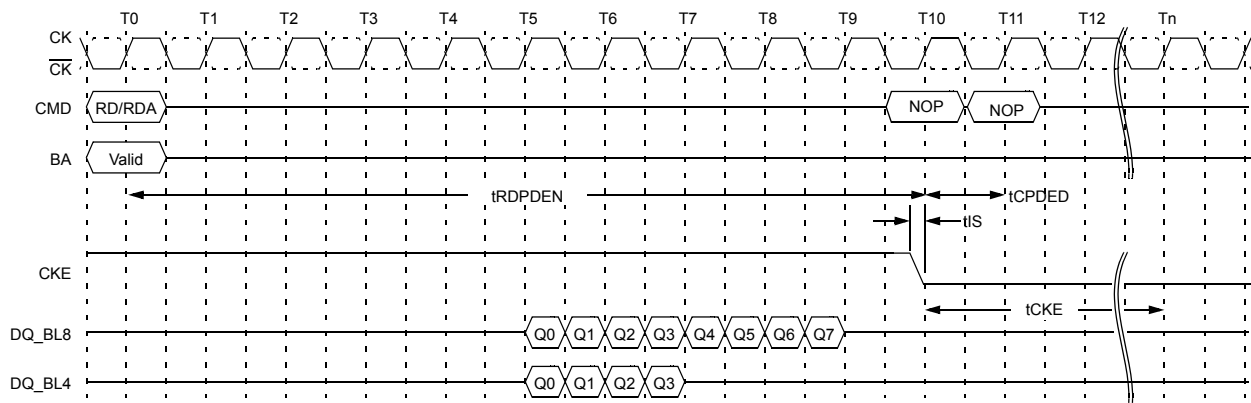 T0 T1 T2 T3 T4 T5 T6 T7 T8 T9 T10 T11 T12 Tn
CK
CK
CMD RD/RDA NOP NOP
BA Valid
tRDPDEN tCPDED
tIS
CKE
tCKE
DQ_BL8 Q0 Q1 Q2 Q3 Q4 Q5 Q6 Q7
DQ_BL4 Q0 Q1 Q2 Q3